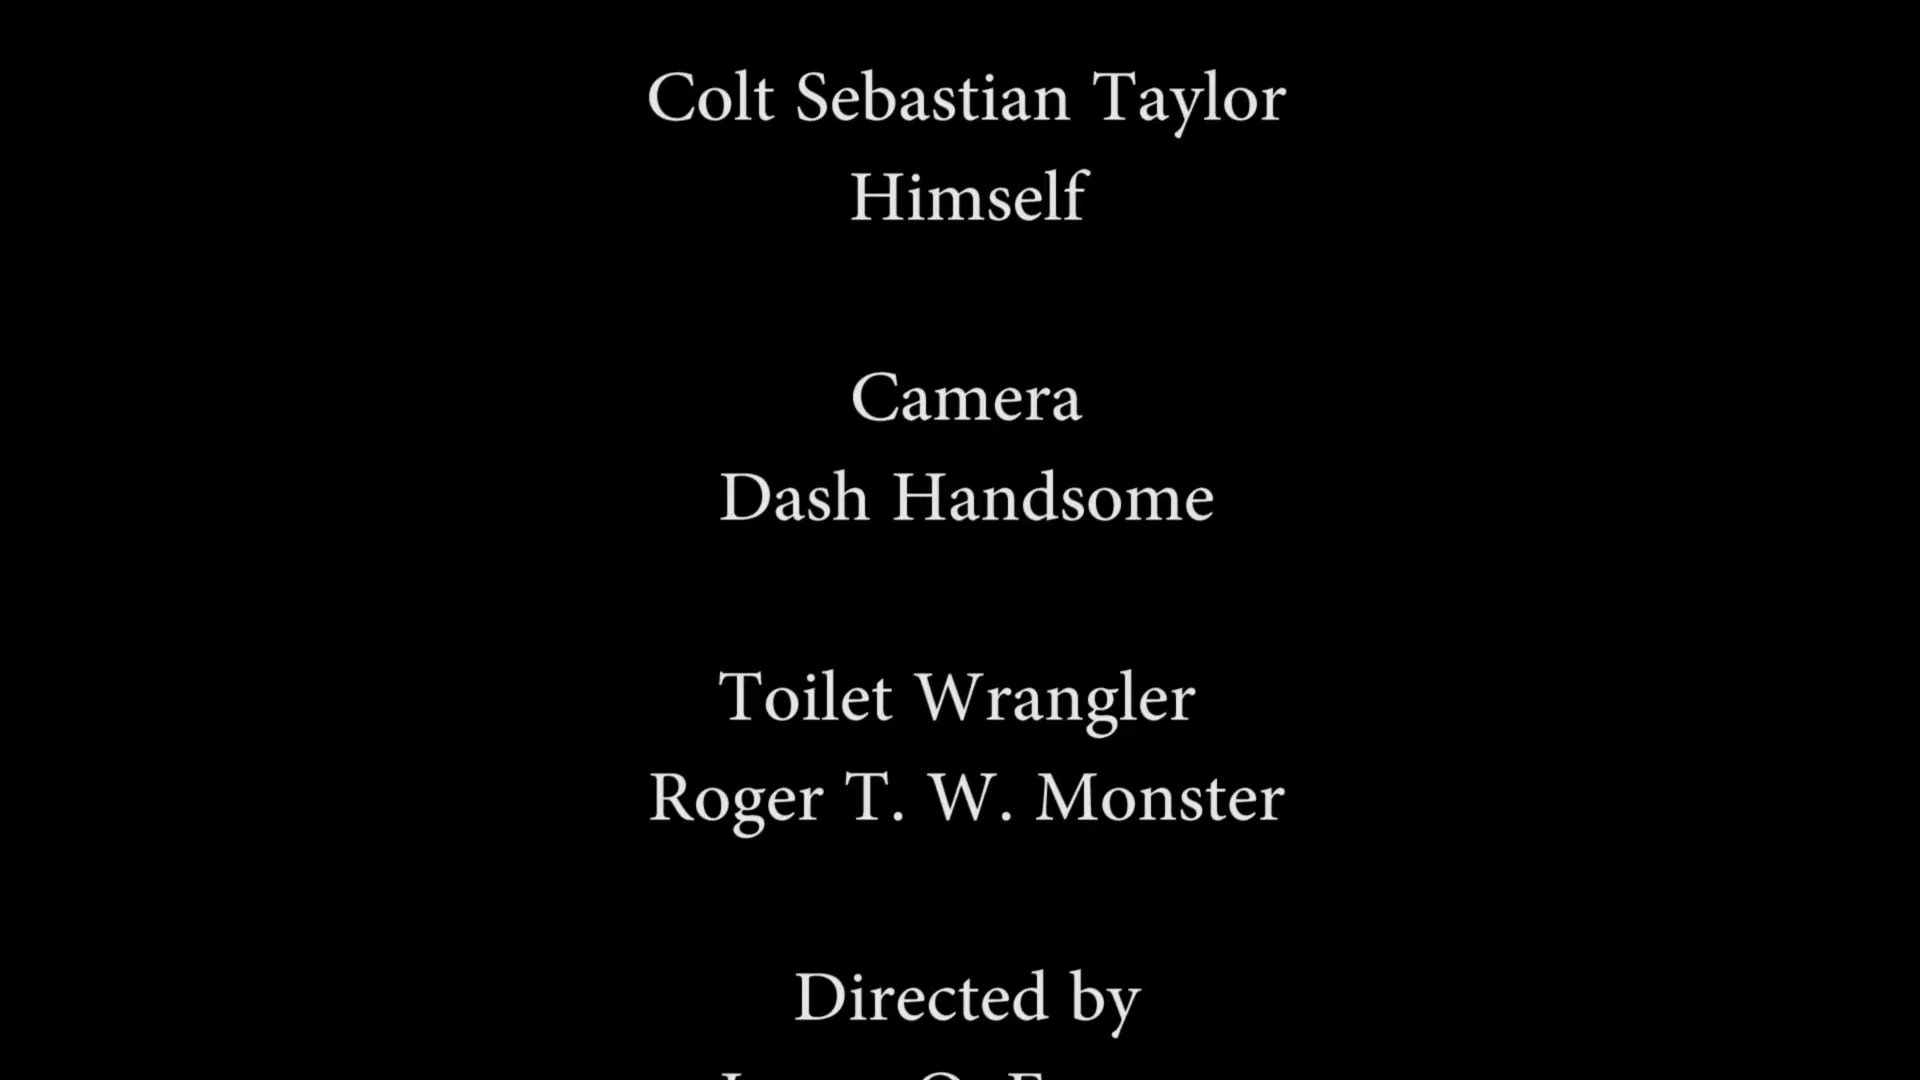 Colt Sebastian Taylor
Himself
Camera
Dash Handsome
Toilet Wrangler
Roger T. W. Monster
Directed by